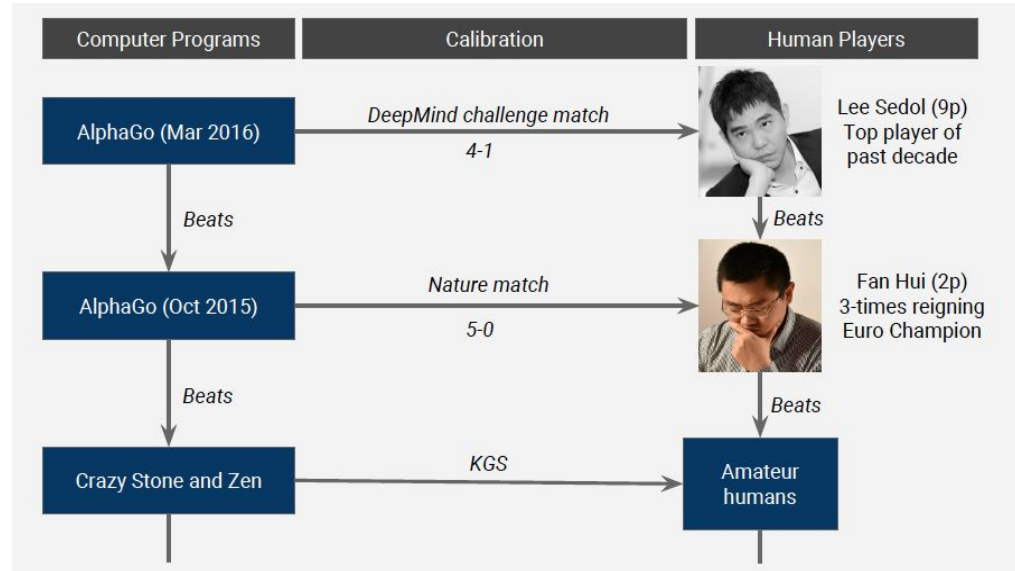 Computer Programs
Calibration
Human Players
AlphaGo (Mar 2016)
DeepMind challenge match
4-1
Lee Sedol (9p)
Top player of
past decade
Beats
Beats
AlphaGo (Oct 2015)
Nature match
5-0
Fan Hui (2p)
3-times reigning
Euro Champion
Beats
Beats
Crazy Stone and Zen
KGS
Amateur
humans